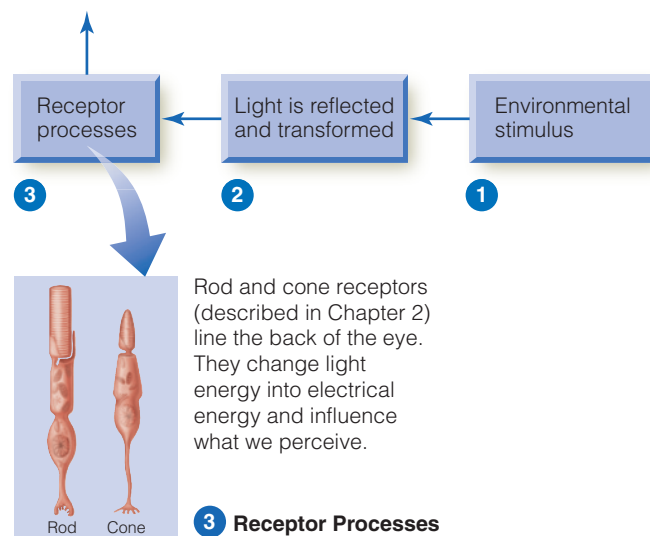 Receptor
processes
Light is reflected
and transformed
Environmental
stimulus
3
2
1
Rod and cone receptors
(described in Chapter 2)
line the back of the eye.
They change light
energy into electrical
energy and influence
what we perceive.
Rod Cone
3 Receptor Processes